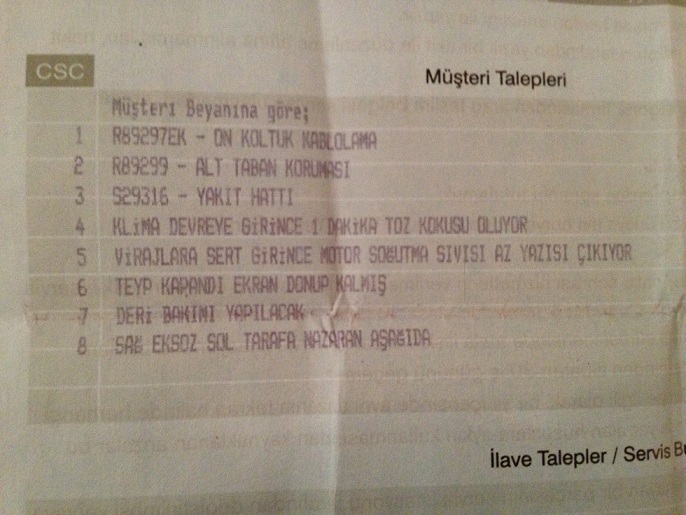 CSC
Müşteri Talepleri
Müşteri Beyanına göre;
1 R89297EK - ÖN KOLTUK KABLOLAMA
2 R89299 - ALT TABAN KORUMASI
3 S29316 - YAKIT HATTI
4 KLİMA DEVREYE GİRİNCE 1 DAKİKA TOZ KOKUSU OLUYOR
5 VİRAJLARA SERT GİRİNCE MOTOR SOĞUTMA SIVISI AZ YAZISI ÇIKIYOR
6 TEYP KAPANDI EKRAN DONUP KALMIŞ
7 DERİ BAKIMI YAPILACAK
8 SAĞ EKSOZ SOL TARAFA NAZARAN AŞAĞIDA
İlave Talepler / Servis